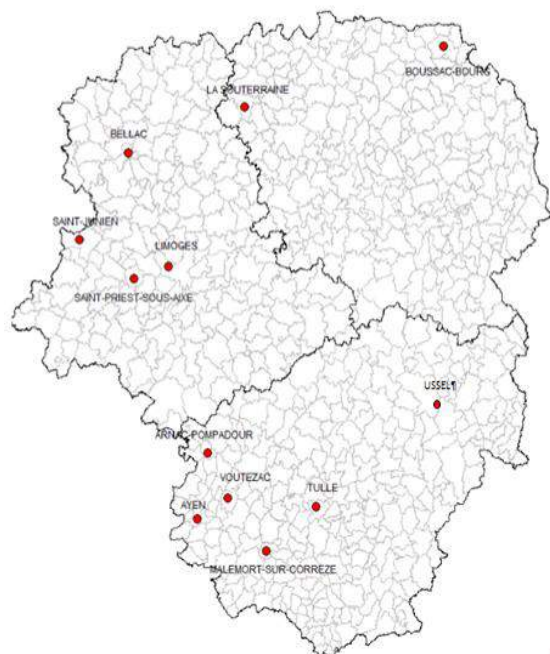 BOUSSAC-BOURG
LA SOUTERRAINE
BELLAC
SAINT-JUNIEN
LIMOGES
SAINT-PRIEST-SOUS-AIXE
USSEL¶
ARNAC-POMPADOUR
VOUTEZAC
TULLE
AYEN
MALEMORT-SUR-CORREZE